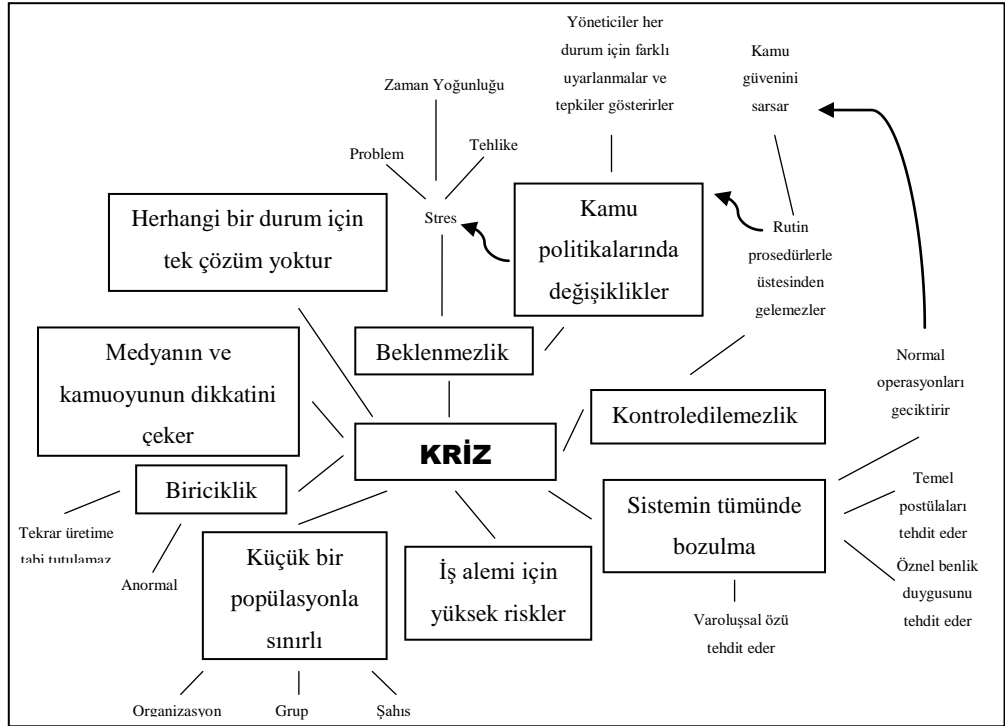 Yöneticiler her
durum için farklı
uyarlanmalar ve
tepkiler gösterirler
Kamu
güvenini
sarsar
Zaman Yoğunluğu
Problem
Tehlike
Stres
Herhangi bir durum için
tek çözüm yoktur
Kamu
politikalarında
değişiklikler
Rutin
prosedürlerle
üstesinden
gelemezler
Medyanın ve
kamuoyunun dikkatini
çeker
Beklenmezlik
Normal
operasyonları
geciktirir
Kontroledilemezlik
KRİZ
Biriciklik
Tekrar üretime
tabi tutulamaz
Anormal
Sistemin tümünde
bozulma
Temel
postülaları
tehdit eder
Öznel benlik
duygusunu
tehdit eder
Varoluşsal özü
tehdit eder
Küçük bir
popülasyonla
sınırlı
İş alemi için
yüksek riskler
Organizasyon
Grup
Şahıs